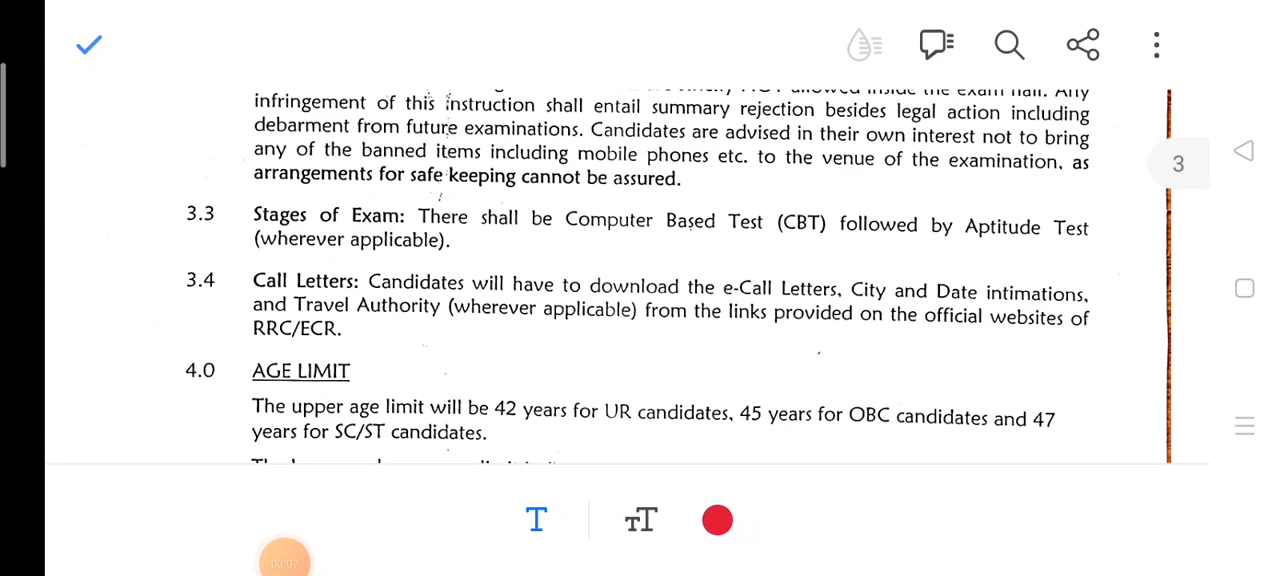 infringement of this instruction shall entail summary rejection besides legal action including
3
debarment from future examinations. Candidates are advised in their own interest not to bring
any of the banned items including mobile phones etc. to the venue of the examination, as
arrangements for safe keeping cannot be assured.
3.3 Stages of Exam: There shall be Computer Based Test (CBT) followed by Aptitude Test
(wherever applicable).
3.4 Call Letters: Candidates will have to download the e-Call Letters, City and Date intimations,
and Travel Authority (wherever applicable) from the links provided on the official websites of
RRC/ECR.
4.0 AGE LIMIT
The upper age limit will be 42 years for UR candidates, 45 years for OBC candidates and 47
years for SC/ST candidates.
T TT
03:07